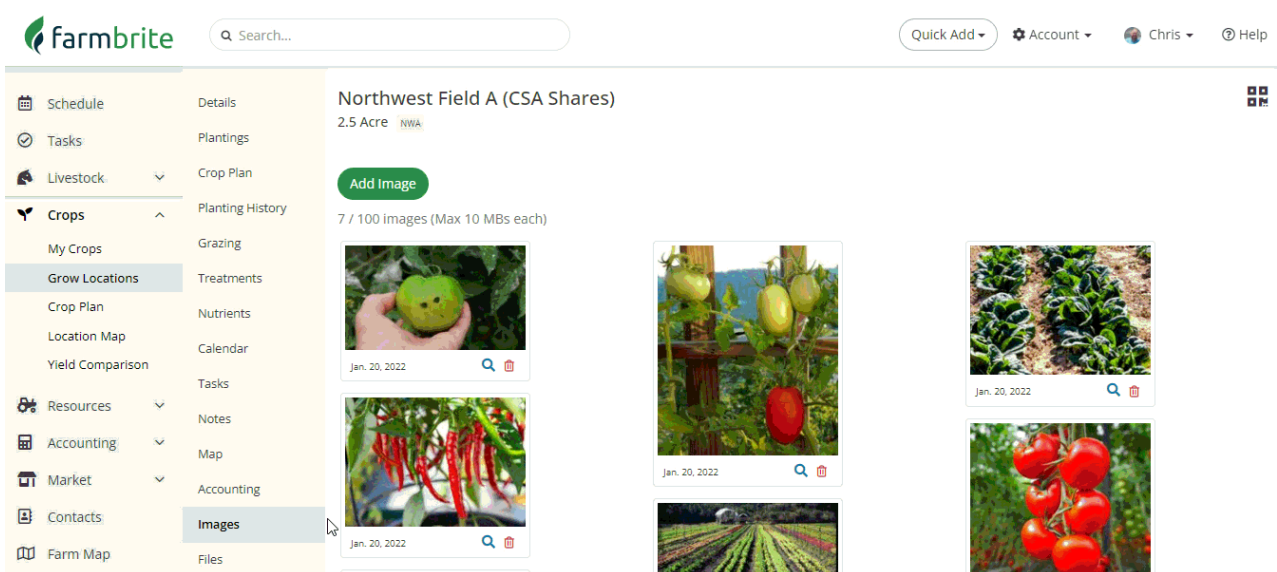 farmbrite
Search...
Quick Add
Account
Chris
Help
Schedule
Tasks
Livestock
Crops
My Crops
Grow Locations
Crop Plan
Location Map
Yield Comparison
Resources
Accounting
Market
Contacts
Farm Map
Details
Plantings
Crop Plan
Planting History
Grazing
Treatments
Nutrients
Calendar
Tasks
Notes
Map
Accounting
Images
Files
Northwest Field A (CSA Shares)
2.5 Acre NWA
Add Image
7 / 100 images (Max 10 MBs each)
Jan. 20, 2022
Jan. 20, 2022
Jan. 20, 2022
Jan. 20, 2022